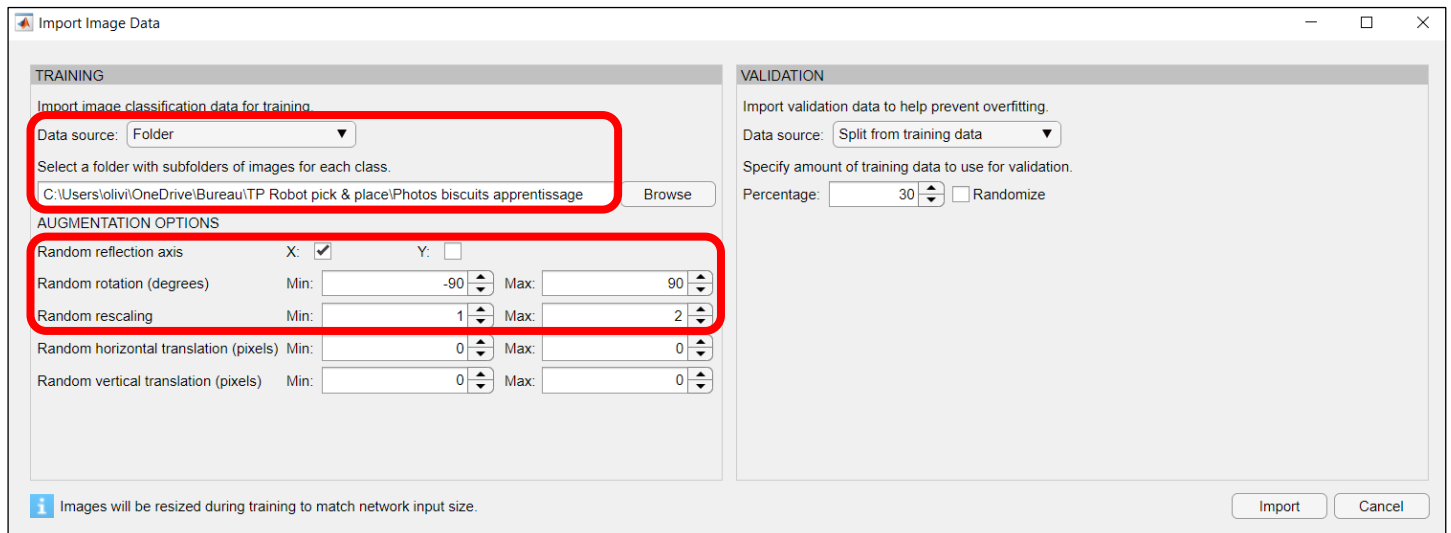 Import Image Data
TRAINING
Import image classification data for training.
Data source: Folder
Select a folder with subfolders of images for each class.
C:\Users\olivi\OneDrive\Bureau\TP Robot pick & place\Photos biscuits apprentissage Browse
AUGMENTATION OPTIONS
Random reflection axis X: Y:
Random rotation (degrees) Min: -90 Max: 90
Random rescaling Min: 1 Max: 2
Random horizontal translation (pixels) Min: 0 Max: 0
Random vertical translation (pixels) Min: 0 Max: 0
VALIDATION
Import validation data to help prevent overfitting.
Data source: Split from training data
Specify amount of training data to use for validation.
Percentage: 30 Randomize
Images will be resized during training to match network input size.
Import Cancel